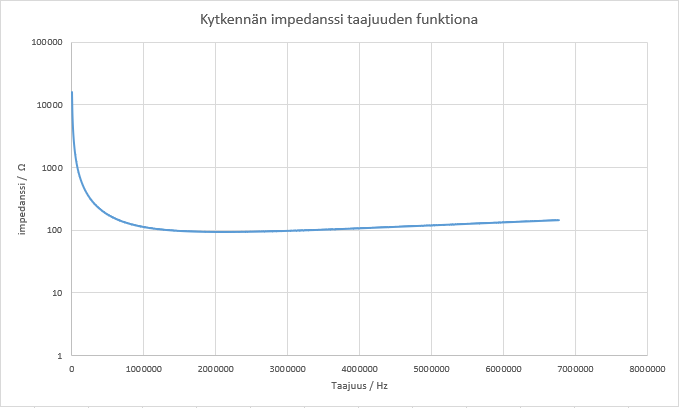 Kytkennän impedanssi taajuuden funktiona
100000
10000
1000
100
10
1
impedanssi / Ω
0 1000000 2000000 3000000 4000000 5000000 6000000 7000000 8000000
Taajuus / Hz